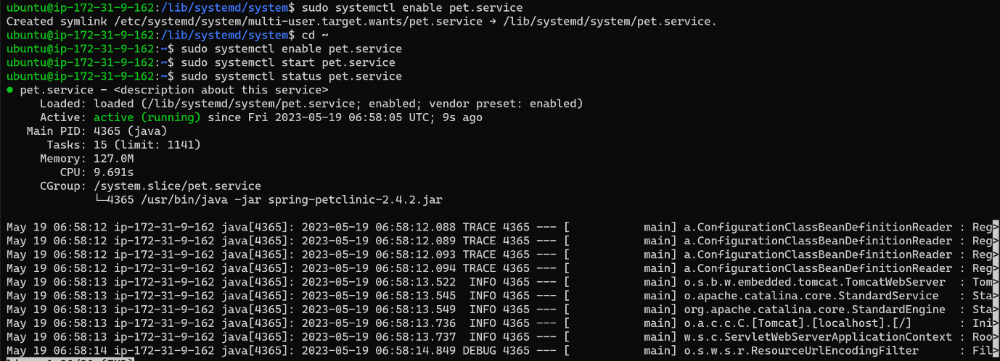 ubuntu@ip-172-31-9-162:/lib/systemd/system$ sudo systemctl enable pet.service
Created symlink /etc/systemd/system/multi-user.target.wants/pet.service → /lib/systemd/system/pet.service.
ubuntu@ip-172-31-9-162:/lib/systemd/system$ cd ~
ubuntu@ip-172-31-9-162:~$ sudo systemctl enable pet.service
ubuntu@ip-172-31-9-162:~$ sudo systemctl start pet.service
ubuntu@ip-172-31-9-162:~$ sudo systemctl status pet.service
● pet.service - <description about this service>
Loaded: loaded (/lib/systemd/system/pet.service; enabled; vendor preset: enabled)
Active: active (running) since Fri 2023-05-19 06:58:05 UTC; 9s ago
Main PID: 4365 (java)
Tasks: 15 (limit: 1141)
Memory: 127.0M
CPU: 9.691s
CGroup: /system.slice/pet.service
└─4365 /usr/bin/java -jar spring-petclinic-2.4.2.jar
May 19 06:58:12 ip-172-31-9-162 java[4365]: 2023-05-19 06:58:12.088 TRACE 4365 --- [           main] a.ConfigurationClassBeanDefinitionReader : Reg>
May 19 06:58:12 ip-172-31-9-162 java[4365]: 2023-05-19 06:58:12.089 TRACE 4365 --- [           main] a.ConfigurationClassBeanDefinitionReader : Reg>
May 19 06:58:12 ip-172-31-9-162 java[4365]: 2023-05-19 06:58:12.093 TRACE 4365 --- [           main] a.ConfigurationClassBeanDefinitionReader : Reg>
May 19 06:58:12 ip-172-31-9-162 java[4365]: 2023-05-19 06:58:12.094 TRACE 4365 --- [           main] a.ConfigurationClassBeanDefinitionReader : Reg>
May 19 06:58:13 ip-172-31-9-162 java[4365]: 2023-05-19 06:58:13.522  INFO 4365 --- [           main] o.s.b.w.embedded.tomcat.TomcatWebServer  : Tom>
May 19 06:58:13 ip-172-31-9-162 java[4365]: 2023-05-19 06:58:13.545  INFO 4365 --- [           main] o.apache.catalina.core.StandardService   : Sta>
May 19 06:58:13 ip-172-31-9-162 java[4365]: 2023-05-19 06:58:13.549  INFO 4365 --- [           main] org.apache.catalina.core.StandardEngine  : Sta>
May 19 06:58:13 ip-172-31-9-162 java[4365]: 2023-05-19 06:58:13.736  INFO 4365 --- [           main] o.a.c.c.C.[Tomcat].[localhost].[/]       : Ini>
May 19 06:58:13 ip-172-31-9-162 java[4365]: 2023-05-19 06:58:13.737  INFO 4365 --- [           main] w.s.c.ServletWebServerApplicationContext : Roo>
May 19 06:58:14 ip-172-31-9-162 java[4365]: 2023-05-19 06:58:14.849 DEBUG 4365 --- [           main] o.s.w.s.r.ResourceUrlEncodingFilter      : Fil>